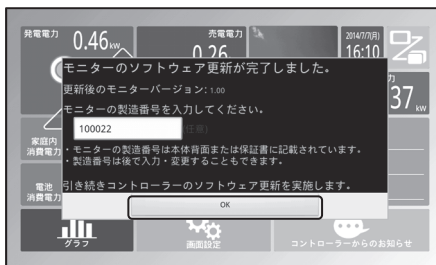 発電電力
0.46 kw
売電電力
0.26
2014/7/7(月)
16:10
モニターのソフトウェア更新が完了しました。
更新後のモニターバージョン: 1.00
モニターの製造番号を入力してください。
100022
(任意)
力
37 kw
・モニターの製造番号は本体背面または保証書に記載されています。
・製造番号は後で入力・変更することもできます。
家庭内
消費電力
引き続きコントローラーのソフトウェア更新を実施します。
電池
消費電力
OK
グラフ
画面設定
コントローラーからのお知らせ